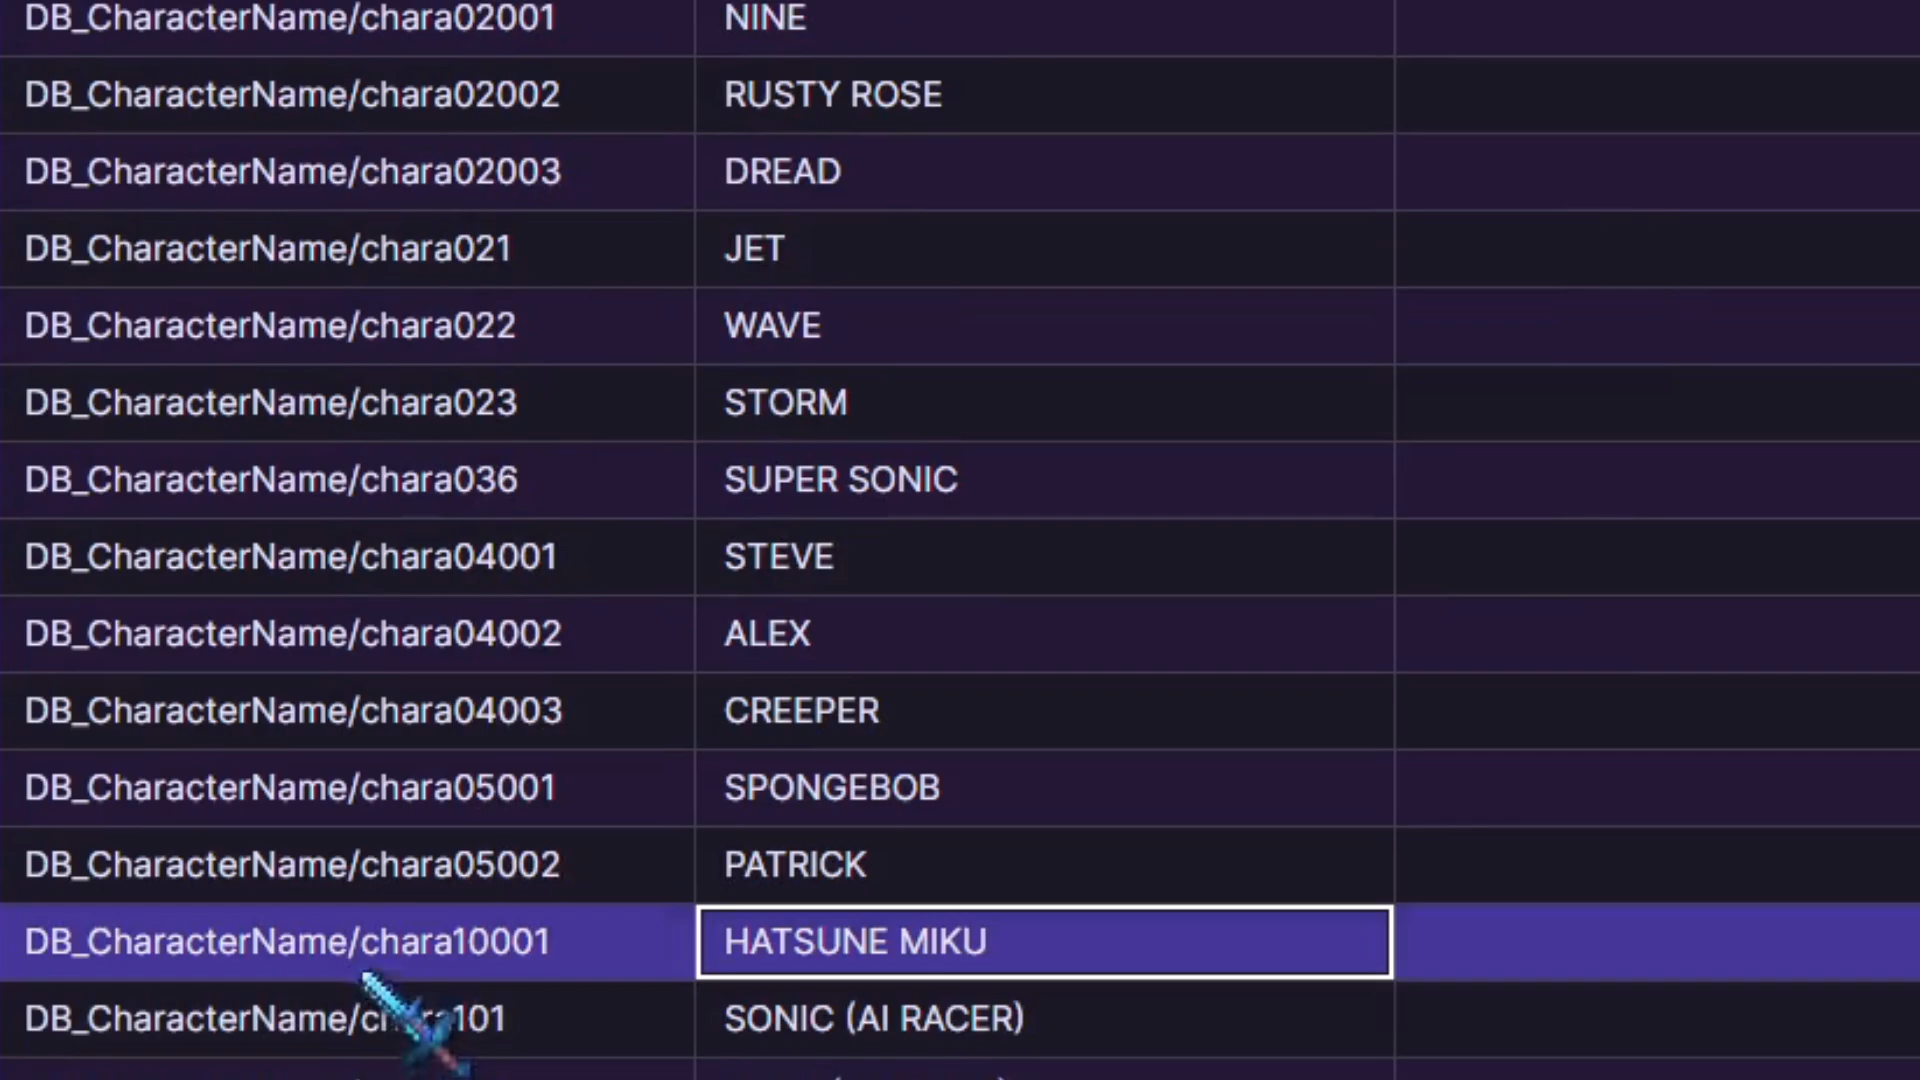 DB_CharacterName/chara02001 NINE
DB_CharacterName/chara02002 RUSTY ROSE
DB_CharacterName/chara02003 DREAD
DB_CharacterName/chara021 JET
DB_CharacterName/chara022 WAVE
DB_CharacterName/chara023 STORM
DB_CharacterName/chara036 SUPER SONIC
DB_CharacterName/chara04001 STEVE
DB_CharacterName/chara04002 ALEX
DB_CharacterName/chara04003 CREEPER
DB_CharacterName/chara05001 SPONGEBOB
DB_CharacterName/chara05002 PATRICK
DB_CharacterName/chara10001 HATSUNE MIKU
DB_CharacterName/chara101 SONIC (AI RACER)